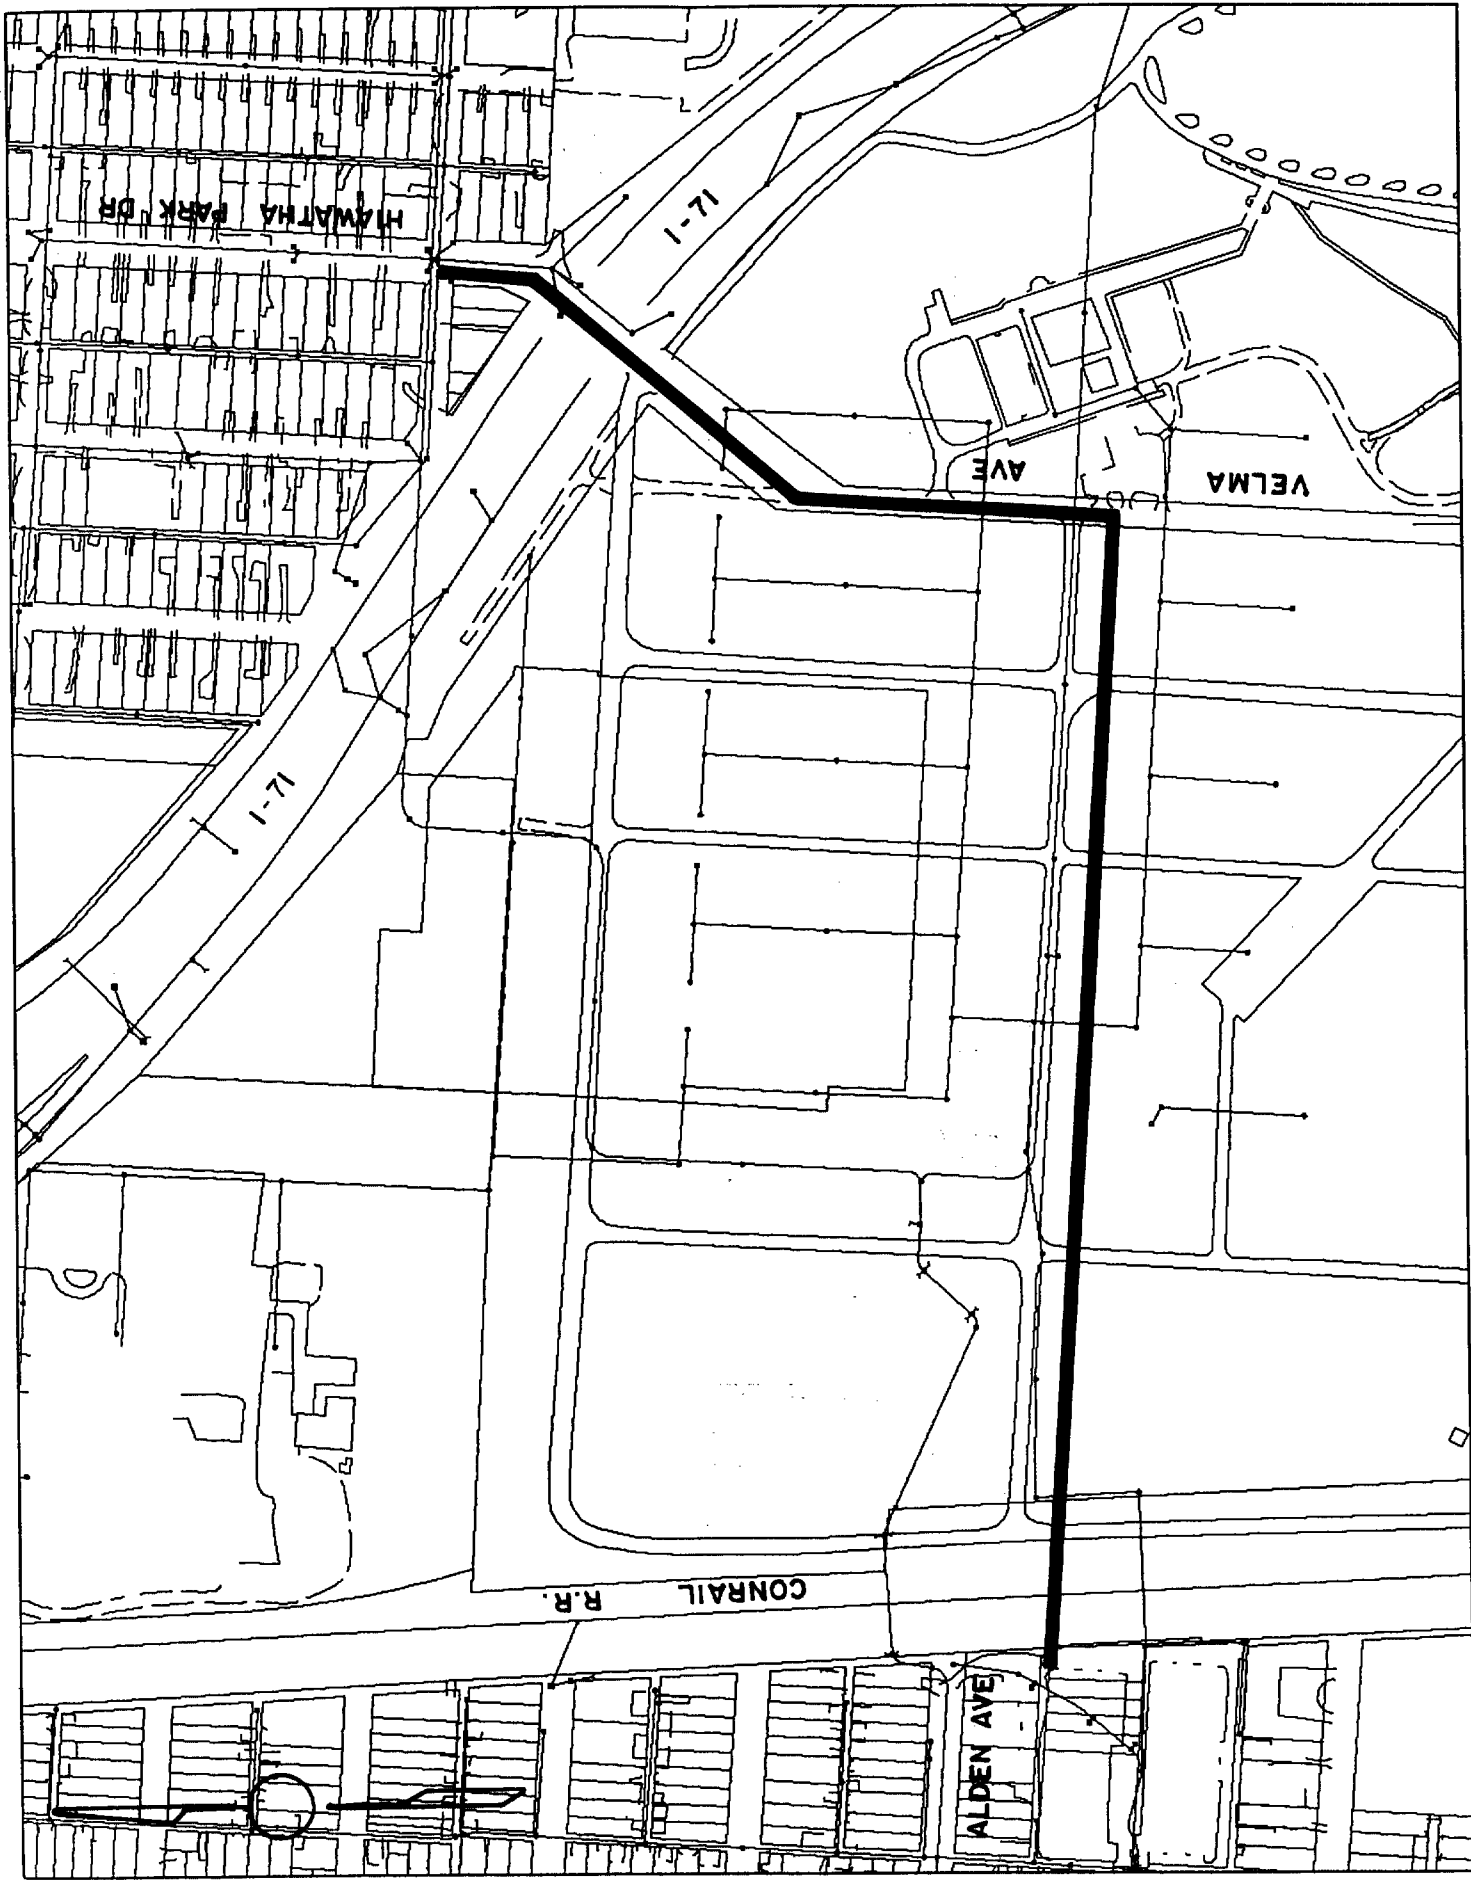 HIAWATHA PARK DR
I-71
VELMA
AVE
I-71
CONRAIL R.R.
ALDEN AVE